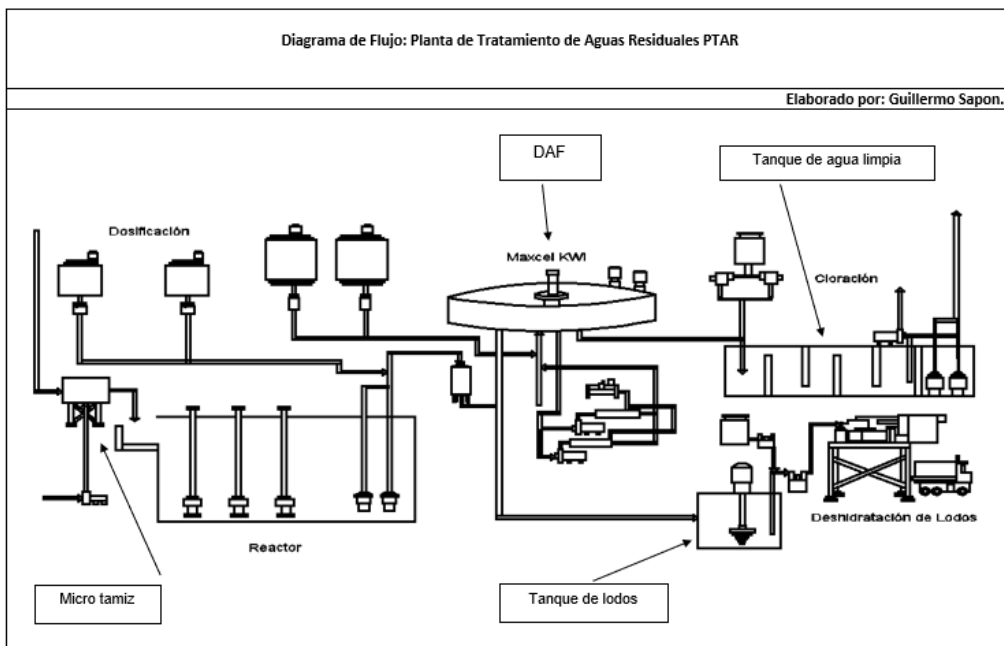 Diagrama de Flujo: Planta de Tratamiento de Aguas Residuales PTAR
Elaborado por: Guillermo Sapon.
DAF
Tanque de agua limpia
Dosificación
Maxcel KWI
Cloración
Reactor
Deshidratación de Lodos
Micro tamiz
Tanque de lodos